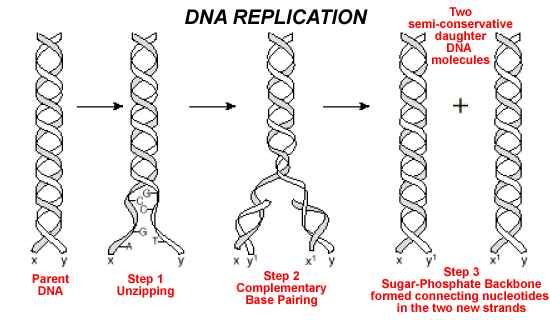 DNA REPLICATION
Two
semi-conservative
daughter
DNA
molecules
+
G
C
C
G
A
T
x y
x y
x y¹ x¹ y
x y¹
x¹ y
Parent
DNA
Step 1
Unzipping
Step 2
Complementary
Base Pairing
Step 3
Sugar-Phosphate Backbone
formed connecting nucleotides
in the two new strands